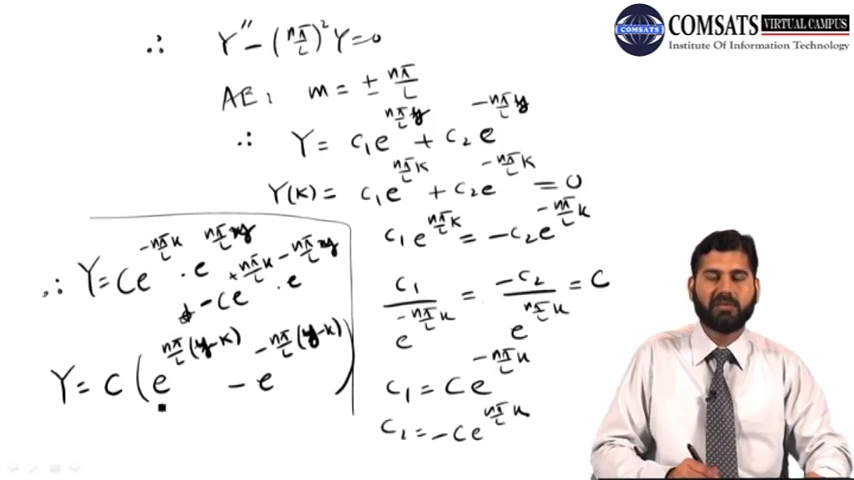 COMSATS VIRTUAL CAMPUS
Institute Of Information Technology
COMSATS
∴ Y'' - (nπ/L)² Y = 0
AE: m = ± nπ/L
∴ Y = c₁e^(nπ/L y) + c₂e^(-nπ/L y)
Y(K) = c₁e^(nπ/L K) + c₂e^(-nπ/L K) = 0
c₁e^(nπ/L K) = -c₂e^(-nπ/L K)
c₁/e^(-nπ/L K) = -c₂/e^(nπ/L K) = C
c₁ = Ce^(-nπ/L K)
c₂ = -Ce^(nπ/L K)
∴ Y = Ce^(-nπ/L K) · e^(nπ/L y)
-Ce^(+nπ/L K) · e^(-nπ/L y)
Y = C (e^(nπ/L (y-K)) - e^(-nπ/L (y-K)))